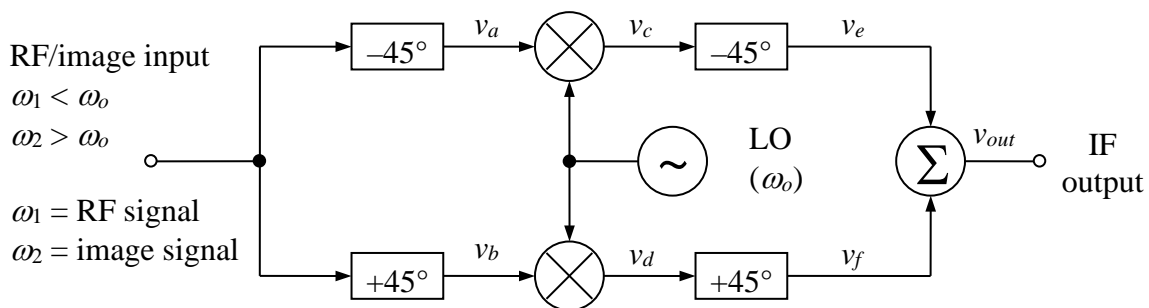 RF/image input
ω1 < ωo
ω2 > ωo
ω1 = RF signal
ω2 = image signal
–45° va vc –45° ve
LO
(ωo)
~
Σ
vout
IF
output
+45° vb vd +45° vf